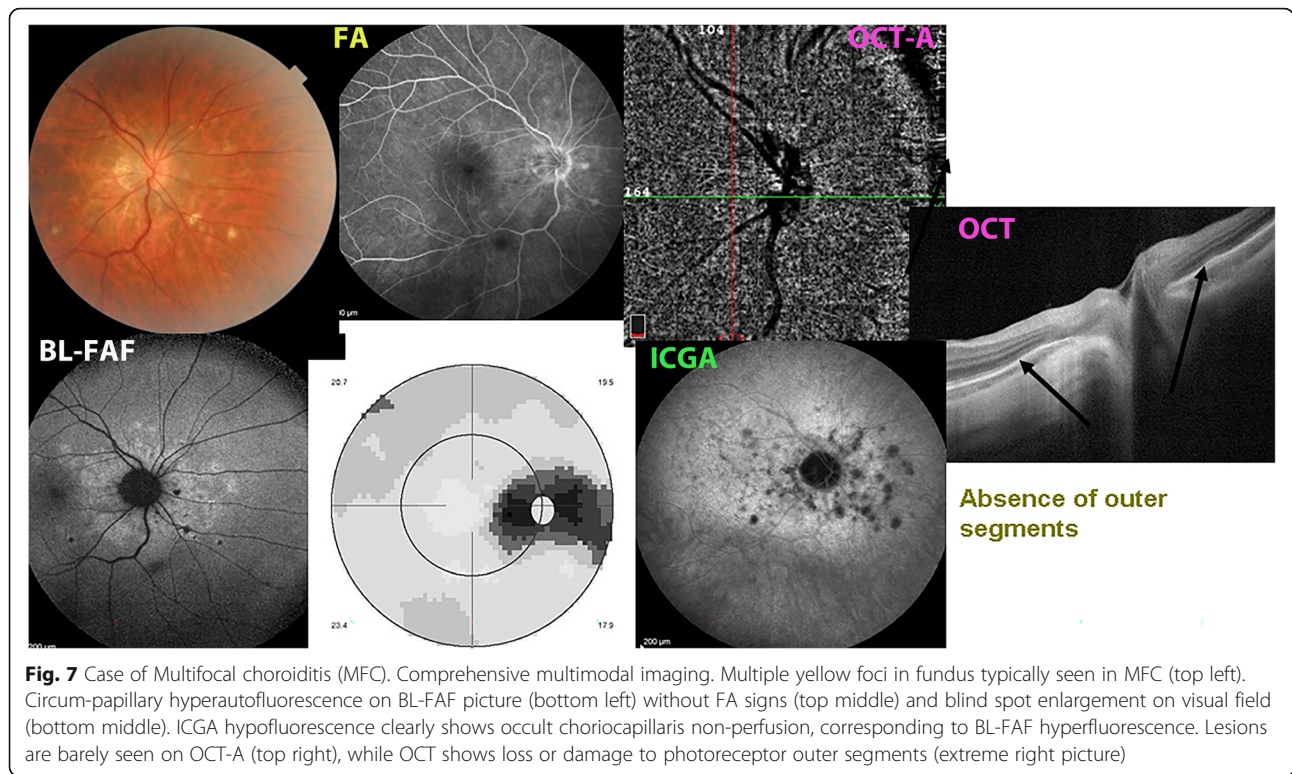 FA
104
OCT-A
164
OCT
BL-FAF
20.7
19.5
ICGA
Absence of outer
segments
23.4
17.9
200 µm
200 µm
Fig. 7 Case of Multifocal choroiditis (MFC). Comprehensive multimodal imaging. Multiple yellow foci in fundus typically seen in MFC (top left).
Circum-papillary hyperautofluorescence on BL-FAF picture (bottom left) without FA signs (top middle) and blind spot enlargement on visual field
(bottom middle). ICGA hypofluorescence clearly shows occult choriocapillaris non-perfusion, corresponding to BL-FAF hyperfluorescence. Lesions
are barely seen on OCT-A (top right), while OCT shows loss or damage to photoreceptor outer segments (extreme right picture)